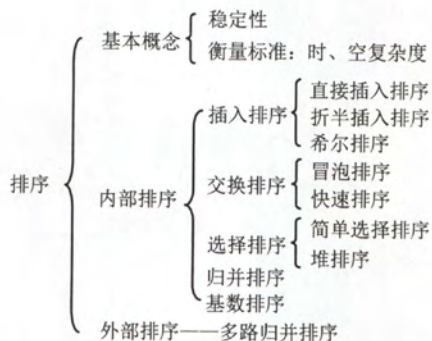 稳定性
基本概念
衡量标准：时、空复杂度
直接插入排序
插入排序
折半插入排序
希尔排序
冒泡排序
排序
内部排序
交换排序
快速排序
简单选择排序
选择排序
堆排序
归并排序
基数排序
外部排序——多路归并排序